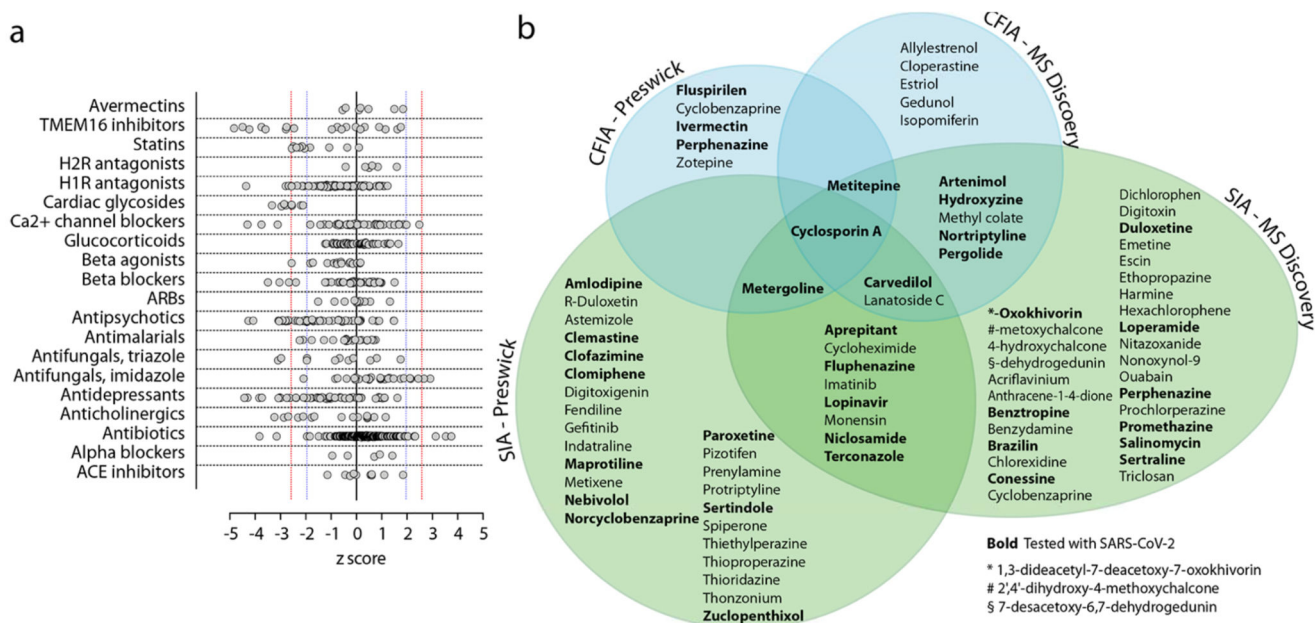 a
Avermectins
TMEM16 inhibitors
Statins
H2R antagonists
H1R antagonists
Cardiac glycosides
Ca2+ channel blockers
Glucocorticoids
Beta agonists
Beta blockers
ARBs
Antipsychotics
Antimalarials
Antifungals, triazole
Antifungals, imidazole
Antidepressants
Anticholinergics
Antibiotics
Alpha blockers
ACE inhibitors
-5 -4 -3 -2 -1 0 1 2 3 4 5
z score
b
CFIA - Preswick
Fluspirilen
Cyclobenzaprine
Ivermectin
Perphenazine
Zotepine
CFIA - MS Discoery
Allylestrenol
Cloperastine
Estriol
Gedunol
Isopomiferin
Metitepine
Cyclosporin A
Metergoline
Artenimol
Hydroxyzine
Methyl colate
Nortriptyline
Pergolide
Carvedilol
Lanatoside C
SIA - Preswick
Amlodipine
R-Duloxetin
Astemizole
Clemastine
Clofazimine
Clomiphene
Digitoxigenin
Fendiline
Gefitinib
Indatraline
Maprotiline
Metixene
Nebivolol
Norcyclobenzaprine
Paroxetine
Pizotifen
Prenylamine
Protriptyline
Sertindole
Spiperone
Thiethylperazine
Thioproperazine
Thioridazine
Thonzonium
Zuclopenthixol
Aprepitant
Cycloheximide
Fluphenazine
Imatinib
Lopinavir
Monensin
Niclosamide
Terconazole
SIA - MS Discovery
*-Oxokhivorin
#-metoxychalcone
4-hydroxychalcone
§-dehydrogedunin
Acriflavinium
Anthracene-1-4-dione
Benztropine
Benzydamine
Brazilin
Chlorexidine
Conessine
Cyclobenzaprine
Dichlorophen
Digitoxin
Duloxetine
Emetine
Escin
Ethopropazine
Harmine
Hexachlorophene
Loperamide
Nitazoxanide
Nonoxynol-9
Ouabain
Perphenazine
Prochlorperazine
Promethazine
Salinomycin
Sertraline
Triclosan
Bold Tested with SARS-CoV-2
* 1,3-dideacetyl-7-deacetoxy-7-oxokhivorin
# 2',4'-dihydroxy-4-methoxychalcone
§ 7-desacetoxy-6,7-dehydrogedunin